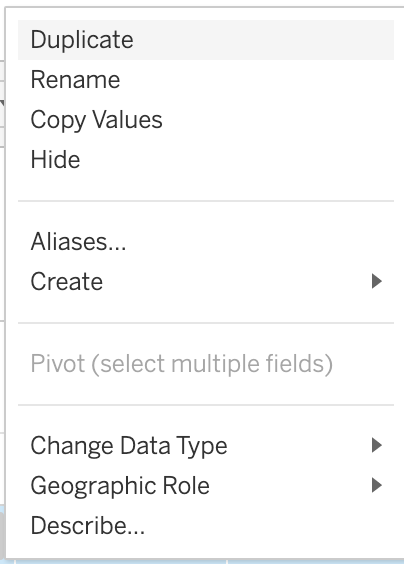 Duplicate
Rename
Copy Values
Hide
Aliases...
Create
Pivot (select multiple fields)
Change Data Type
Geographic Role
Describe...